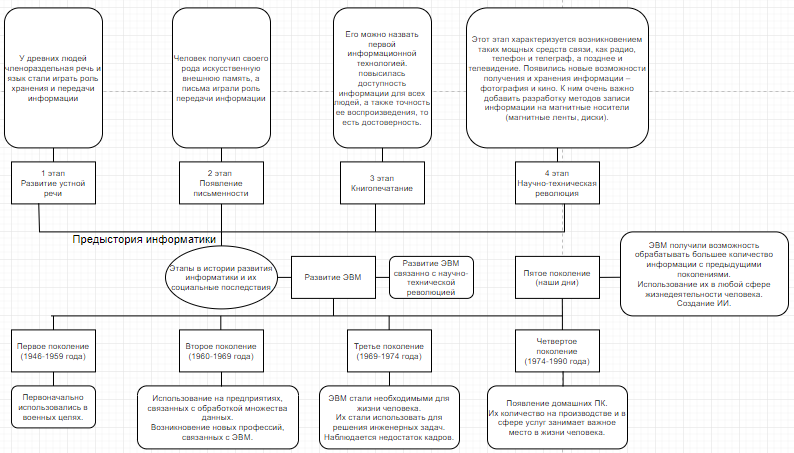 У древних людей
членораздельная речь и
язык стали играть роль
хранения и передачи
информации
Человек получил своего
рода искусственную
внешнюю память, а
письма играли роль
передачи информации
Его можно назвать
первой
информационной
технологией.
повысилась
доступность
информации для всех
людей, а также точность
ее воспроизведения, то
есть достоверность.
Этот этап характеризуется возникновением
таких мощных средств связи, как радио,
телефон и телеграф, а позднее и
телевидение. Появились новые возможности
получения и хранения информации –
фотография и кино. К ним очень важно
добавить разработку методов записи
информации на магнитные носители
(магнитные ленты, диски).
1 этап
Развитие устной
речи
2 этап
Появление
письменности
3 этап
Книгопечатание
4 этап
Научно-техническая
революция
Предыстория информатики
Этапы в истории развития
информатики и их
социальные последствия
Развитие ЭВМ
Развитие ЭВМ
связанно с научно-
технической
революцией
Пятое поколение
(наши дни)
ЭВМ получили возможность
обрабатывать большее количество
информации с предыдущими
поколениями.
Использование их в любой сфере
жизнедеятельности человека.
Создание ИИ.
Первое поколение
(1946-1959 года)
Второе поколение
(1960-1969 года)
Третье поколение
(1969-1974 года)
Четвертое
поколение
(1974-1990 года)
Первоначально
использовались в
военных целях.
Использование на предприятиях,
связанных с обработкой множества
данных.
Возникновение новых профессий,
связанных с ЭВМ.
ЭВМ стали необходимыми для
жизни человека.
Их стали использовать для
решения инженерных задач.
Наблюдается недостаток кадров.
Появление домашних ПК.
Их количество на производстве и в
сфере услуг занимает важное
место в жизни человека.